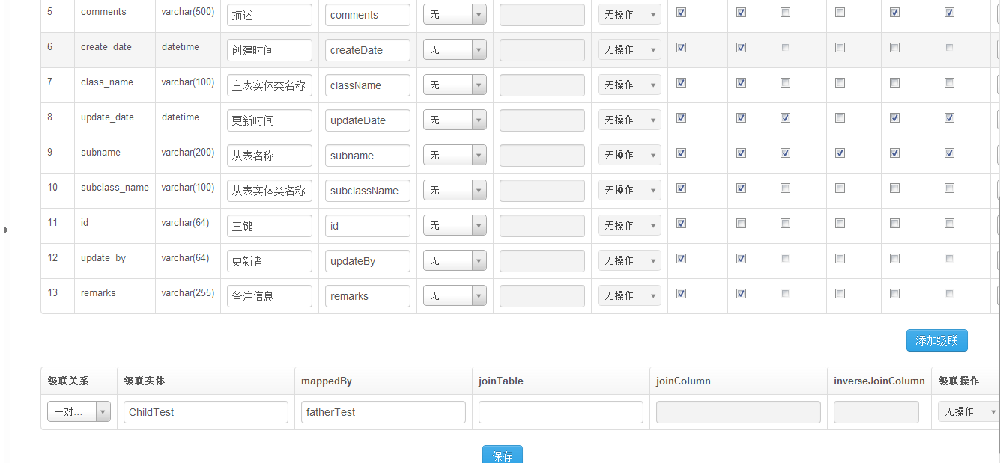 5 comments varchar(500) 描述 comments 无 无操作
6 create_date datetime 创建时间 createDate 无 无操作
7 class_name varchar(100) 主表实体类名称 className 无 无操作
8 update_date datetime 更新时间 updateDate 无 无操作
9 subname varchar(200) 从表名称 subname 无 无操作
10 subclass_name varchar(100) 从表实体类名称 subclassName 无 无操作
11 id varchar(64) 主键 id 无 无操作
12 update_by varchar(64) 更新者 updateBy 无 无操作
13 remarks varchar(255) 备注信息 remarks 无 无操作
添加级联
级联关系 级联实体 mappedBy joinTable joinColumn inverseJoinColumn 级联操作
一对... ChildTest fatherTest 无操作
保存